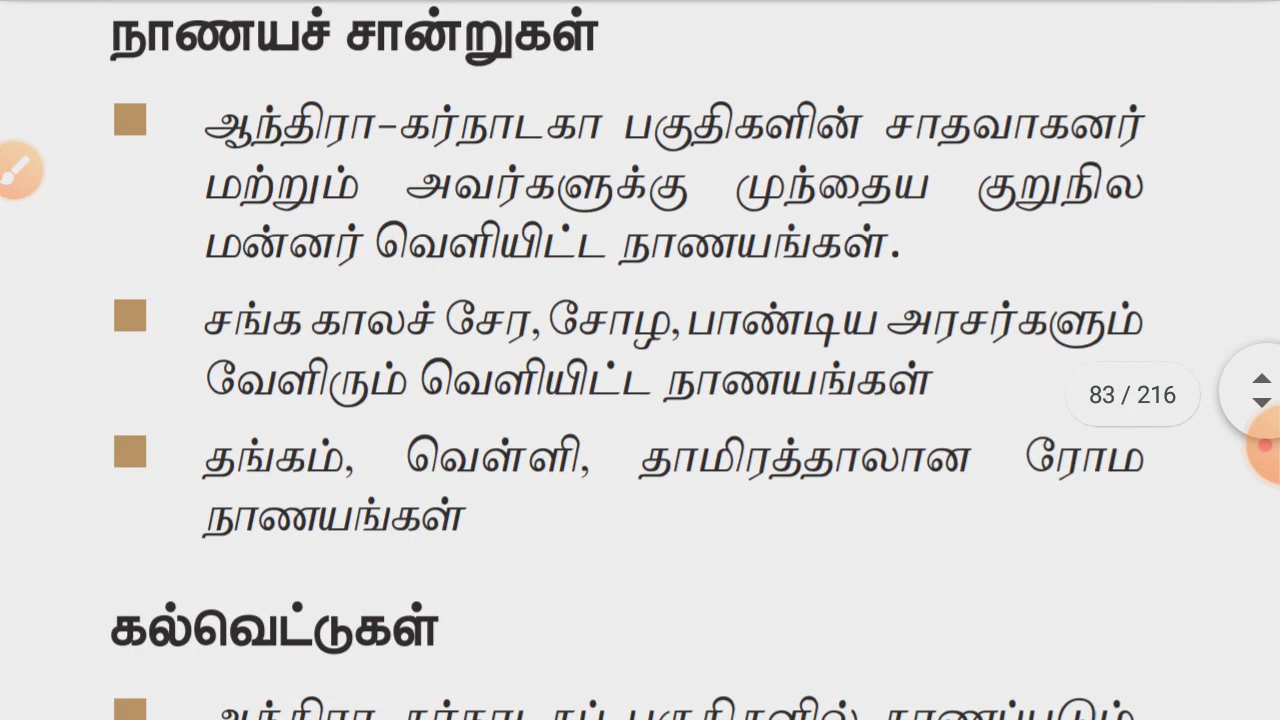 நாணயச் சான்றுகள்
ஆந்திரா-கர்நாடகா பகுதிகளின் சாதவாகனர்
மற்றும் அவர்களுக்கு முந்தைய குறுநில
மன்னர் வெளியிட்ட நாணயங்கள்.
சங்க காலச் சேர, சோழ, பாண்டிய அரசர்களும்
வேளிரும் வெளியிட்ட நாணயங்கள்
83 / 216
தங்கம், வெள்ளி, தாமிரத்தாலான ரோம
நாணயங்கள்
கல்வெட்டுகள்